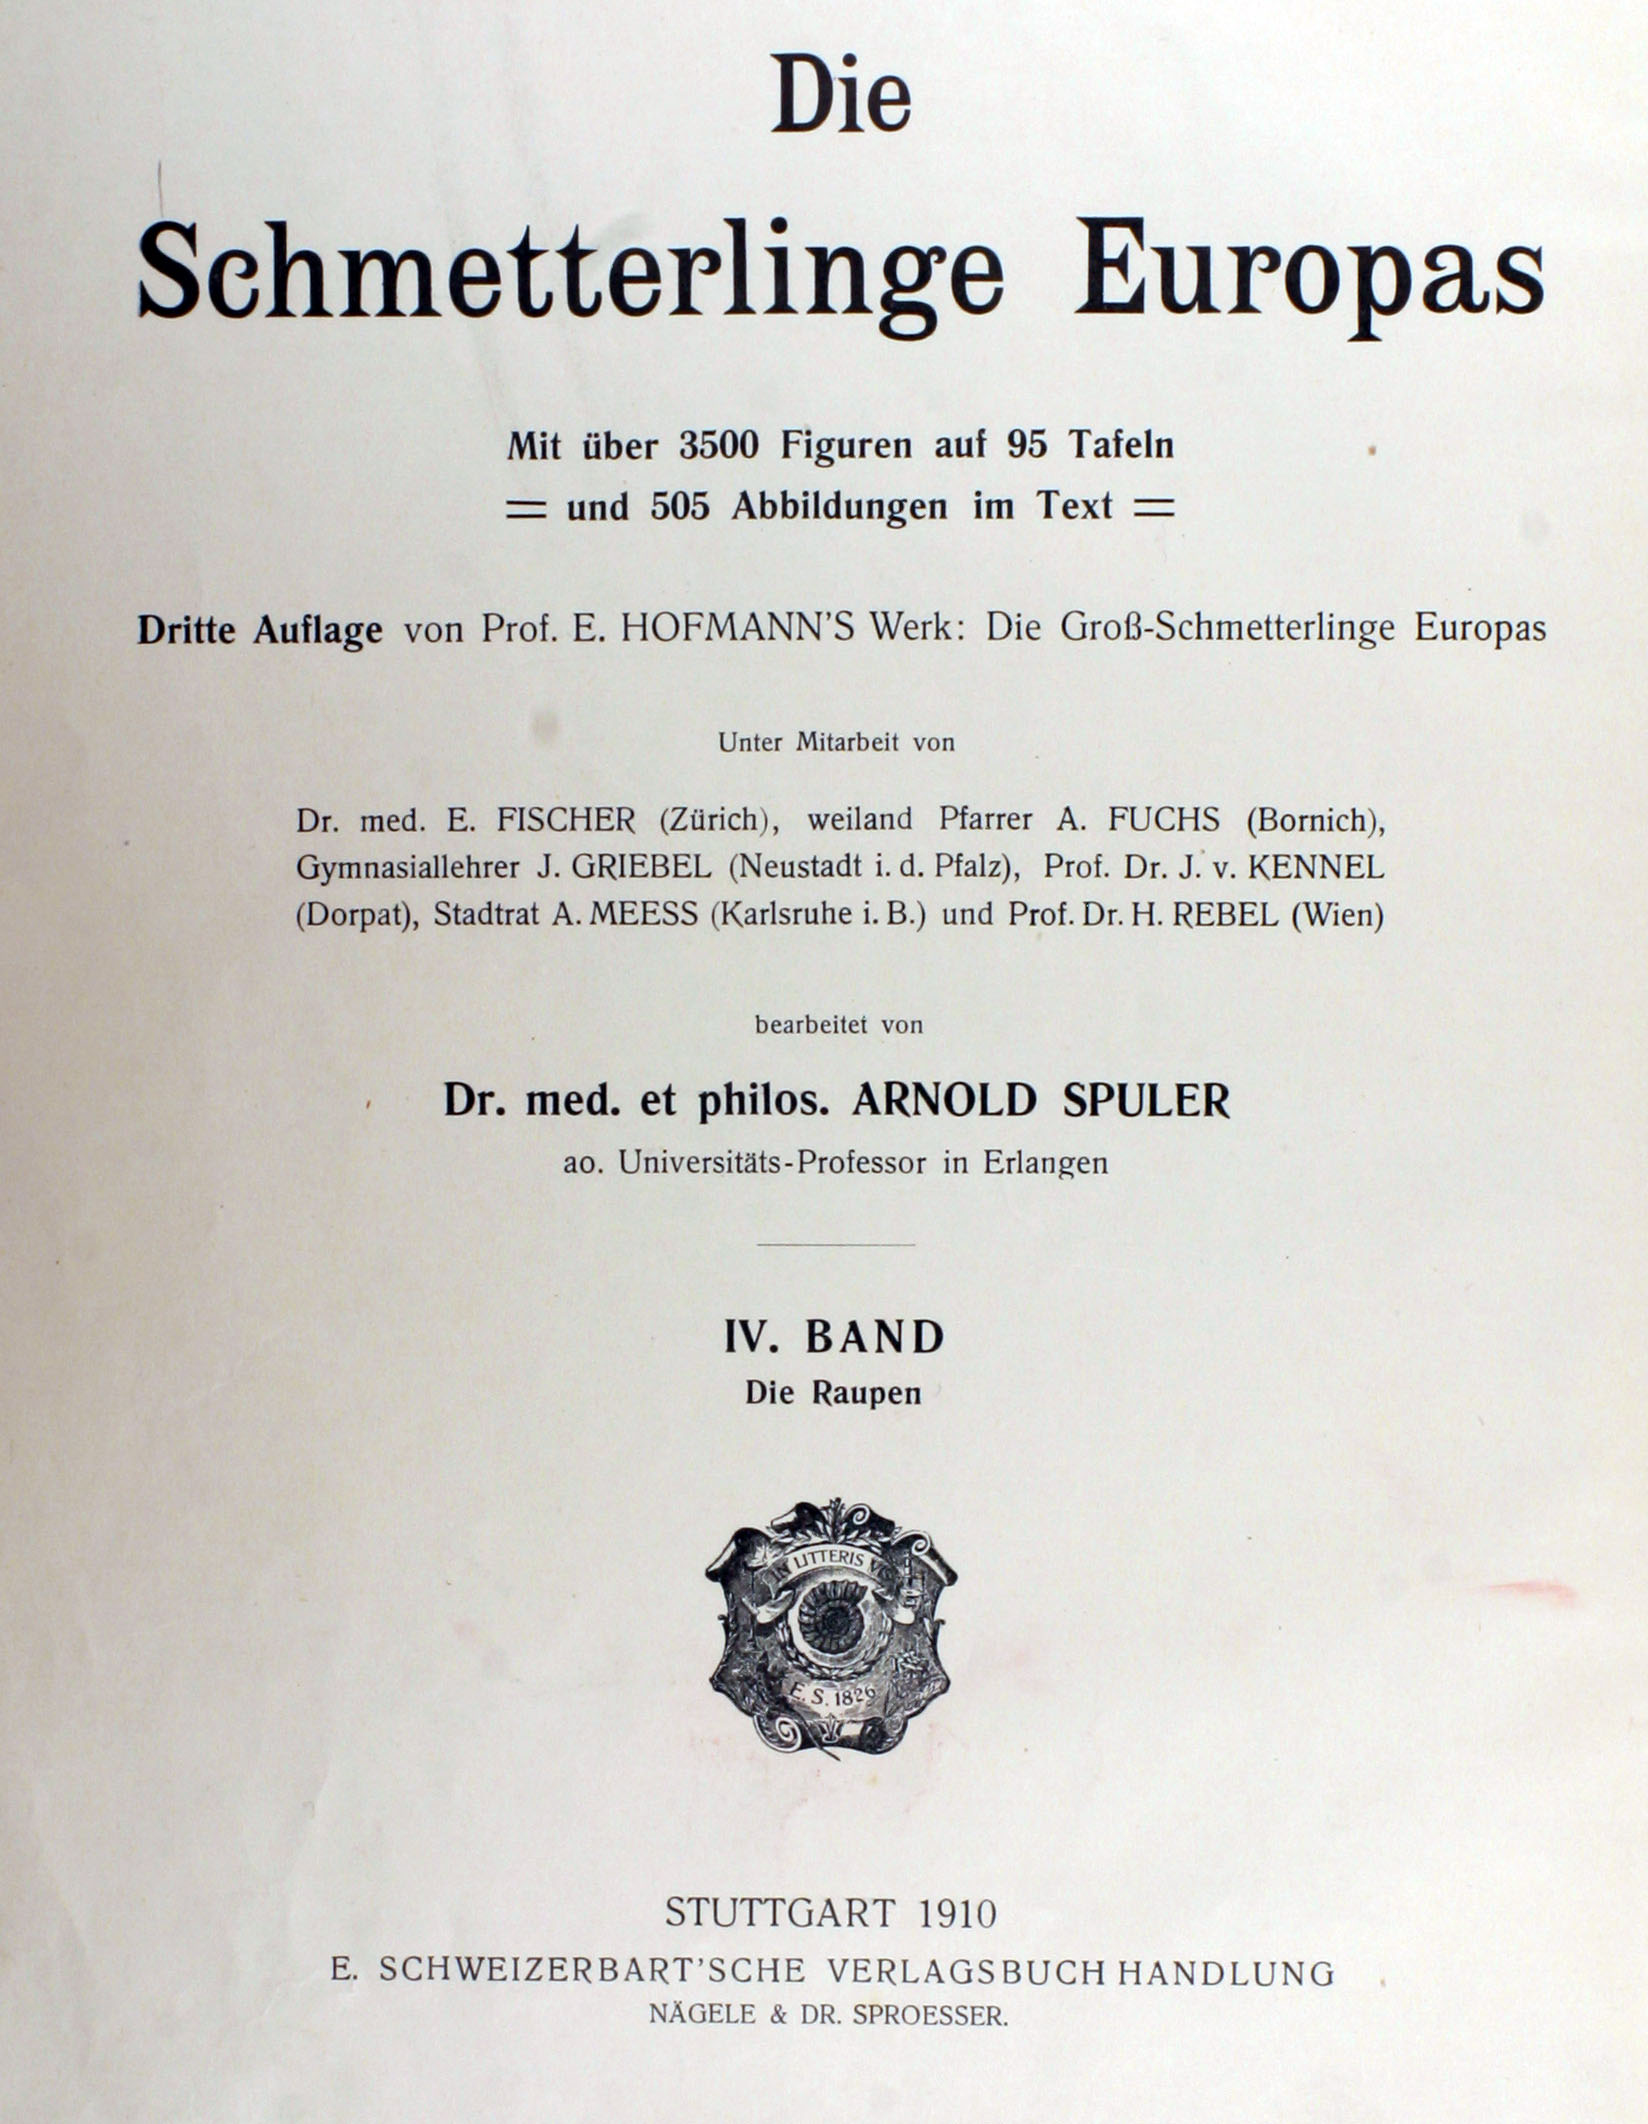 Die
Schmetterlinge Europas
Mit über 3500 Figuren auf 95 Tafeln
= und 505 Abbildungen im Text =
Dritte Auflage von Prof. E. HOFMANN'S Werk: Die Groß-Schmetterlinge Europas
Unter Mitarbeit von
Dr. med. E. FISCHER (Zürich), weiland Pfarrer A. FUCHS (Bornich),
Gymnasiallehrer J. GRIEBEL (Neustadt i. d. Pfalz), Prof. Dr. J. v. KENNEL
(Dorpat), Stadtrat A. MEESS (Karlsruhe i. B.) und Prof. Dr. H. REBEL (Wien)
bearbeitet von
Dr. med. et philos. ARNOLD SPULER
ao. Universitäts-Professor in Erlangen
IV. BAND
Die Raupen
IN LITTERIS VIS
E. S. 1826
STUTTGART 1910
E. SCHWEIZERBART'SCHE VERLAGSBUCHHANDLUNG
NÄGELE & DR. SPROESSER.